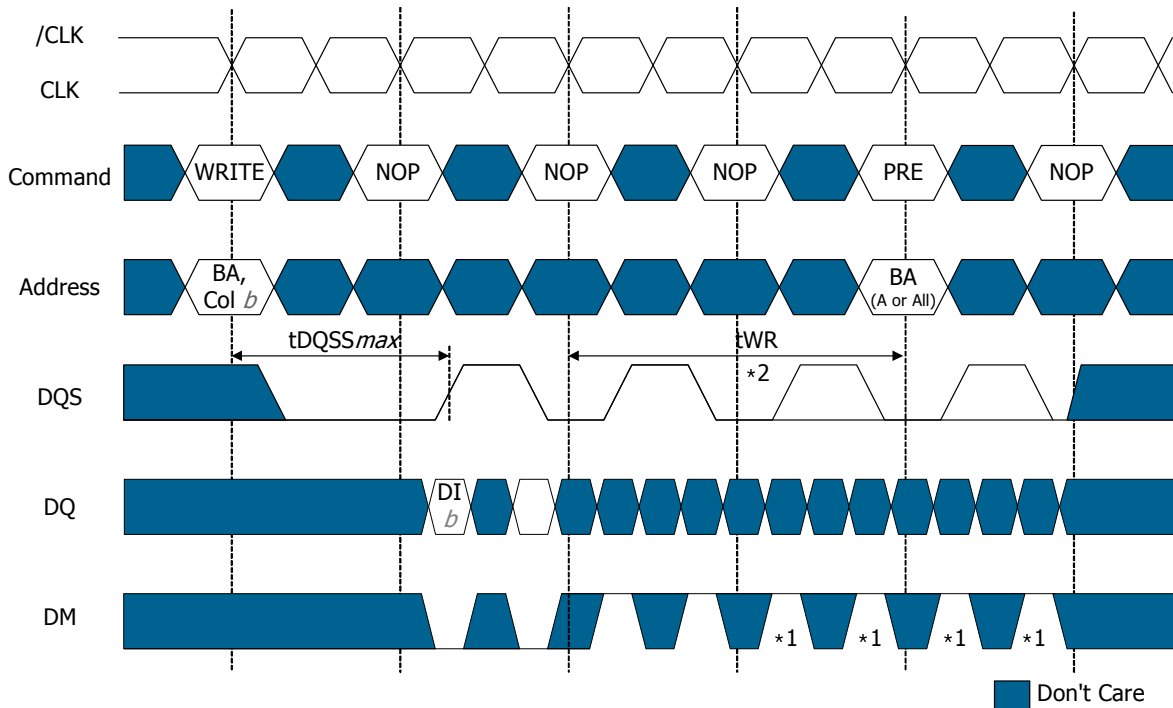 /CLK
CLK
Command
WRITE NOP NOP NOP PRE NOP
Address
BA,
Col b
BA
(A or All)
tDQSSmax
tWR
DQS
*2
DQ
DI
b
DM
*1 *1 *1 *1
Don't Care